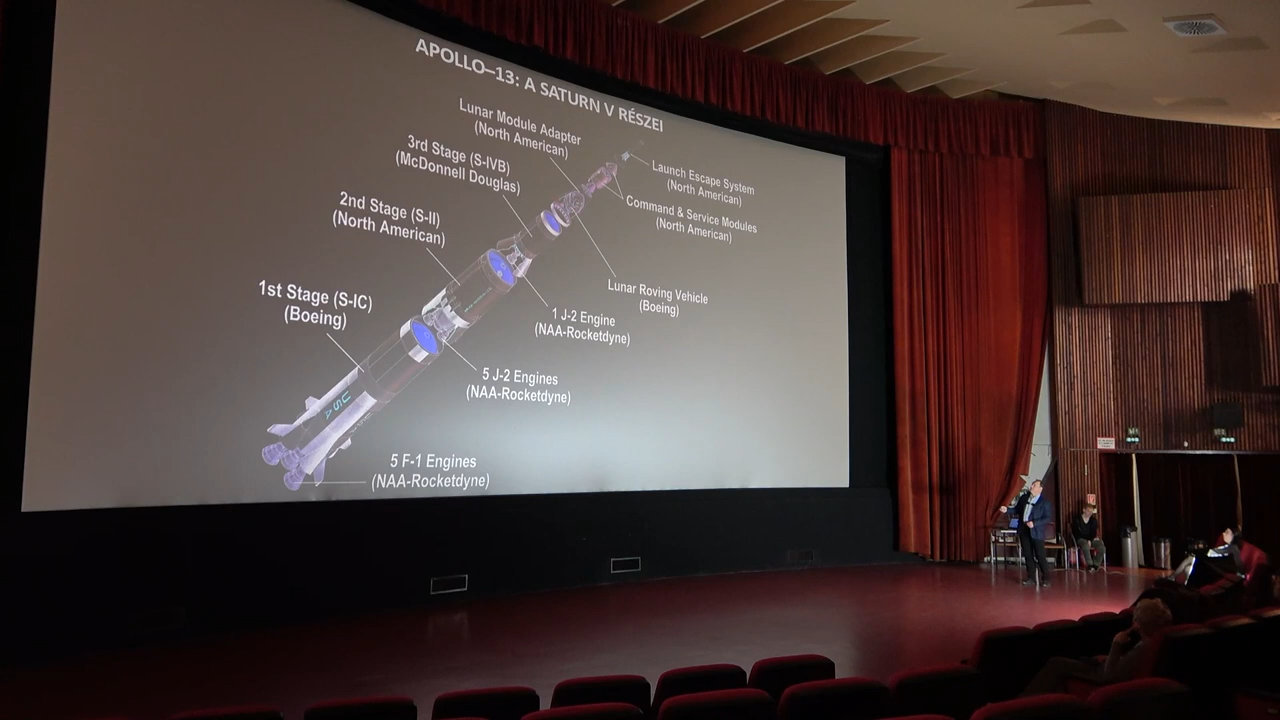 APOLLO–13: A SATURN V RÉSZEI
Lunar Module Adapter
(North American)
3rd Stage (S-IVB)
(McDonnell Douglas)
Launch Escape System
(North American)
2nd Stage (S-II)
(North American)
Command & Service Modules
(North American)
1st Stage (S-IC)
(Boeing)
Lunar Roving Vehicle
(Boeing)
1 J-2 Engine
(NAA-Rocketdyne)
5 J-2 Engines
(NAA-Rocketdyne)
USA
5 F-1 Engines
(NAA-Rocketdyne)